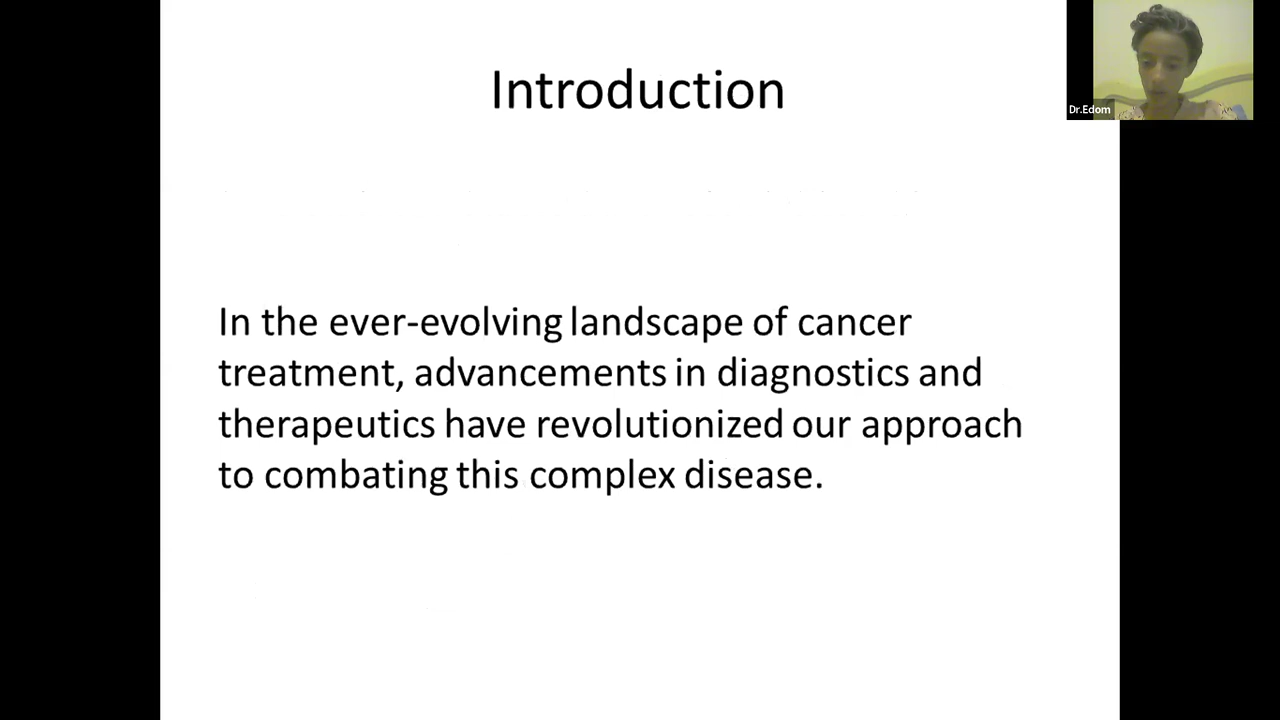 Introduction
Dr.Edom
In the ever-evolving landscape of cancer
treatment, advancements in diagnostics and
therapeutics have revolutionized our approach
to combating this complex disease.